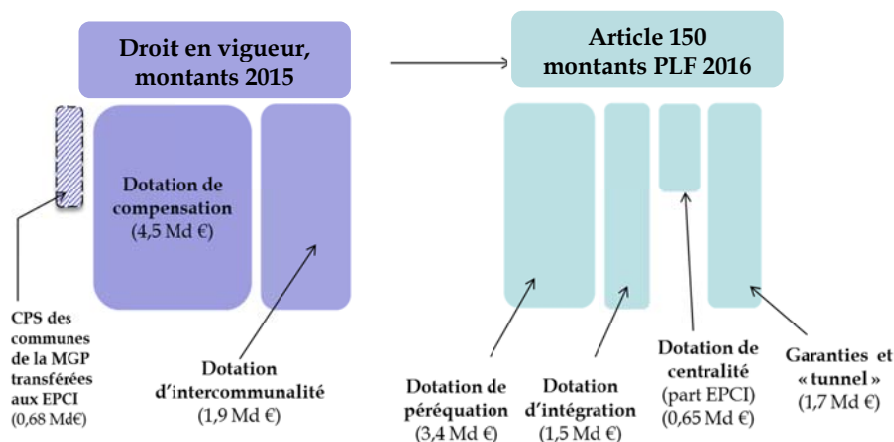 Droit en vigueur,
montants 2015
Article 150
montants PLF 2016
Dotation de
compensation
(4,5 Md €)
CPS des
communes
de la MGP
transférées
aux EPCI
(0,68 Md€)
Dotation
d'intercommunalité
(1,9 Md €)
Dotation de
péréquation
(3,4 Md €)
Dotation
d'intégration
(1,5 Md €)
Dotation de
centralité
(part EPCI)
(0,65 Md €)
Garanties et
« tunnel »
(1,7 Md €)